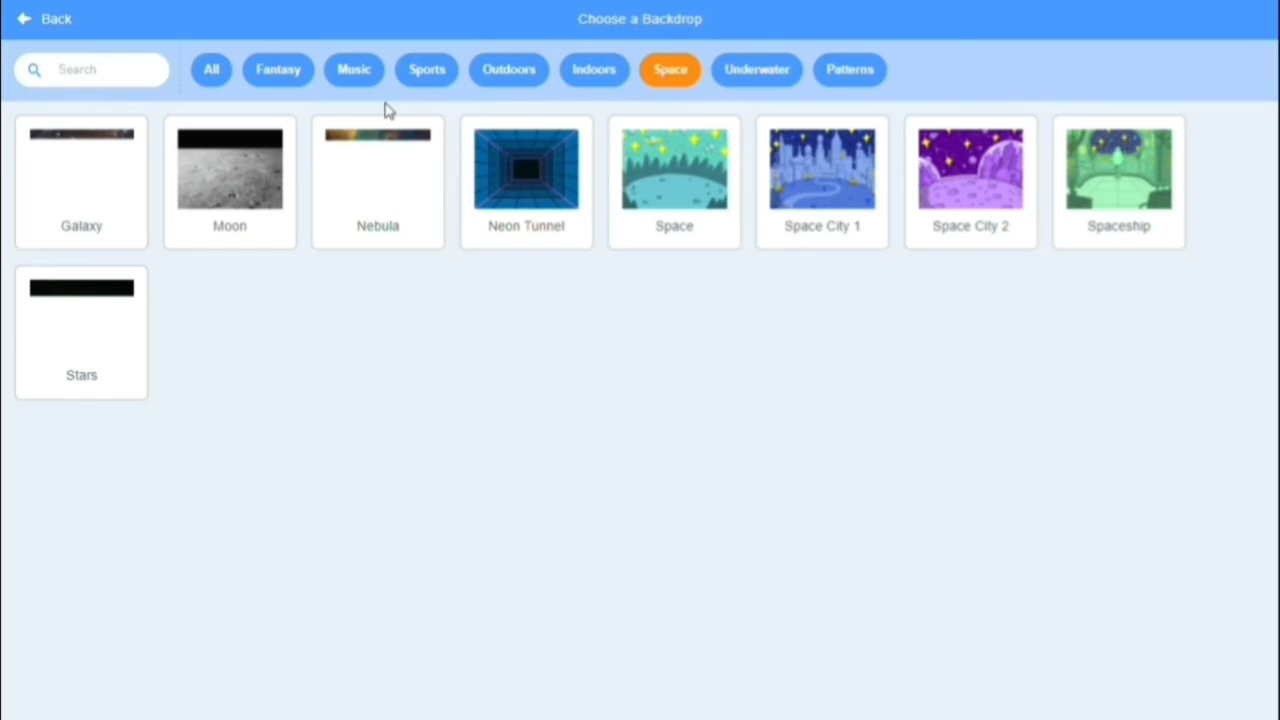 Back
Choose a Backdrop
Search
All
Fantasy
Music
Sports
Outdoors
Indoors
Space
Underwater
Patterns
Galaxy
Moon
Nebula
Neon Tunnel
Space
Space City 1
Space City 2
Spaceship
Stars